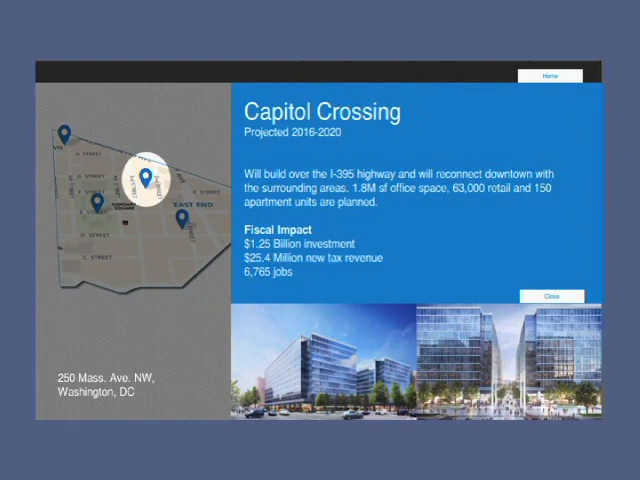 Home
Capitol Crossing
Projected 2016-2020
Will build over the I-395 highway and will reconnect downtown with
the surrounding areas. 1.8M sf office space, 63,000 retail and 150
apartment units are planned.
Fiscal Impact
$1.25 Billion investment
$25.4 Million new tax revenue
6,765 jobs
Close
H STREET
G STREET
STREET
EAST END
E STREET
D STREET
C STREET
250 Mass. Ave. NW,
Washington, DC